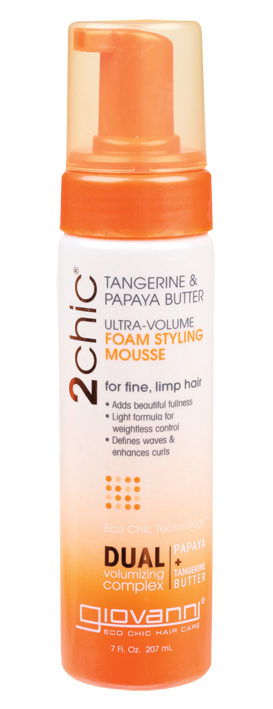 2chic®
TANGERINE &
PAPAYA BUTTER
ULTRA-VOLUME
FOAM STYLING
MOUSSE
for fine, limp hair
• Adds beautiful fullness
• Light formula for
weightless control
• Defines waves &
enhances curls
Eco Chic Technology™
DUAL
volumizing
complex
PAPAYA
+
TANGERINE
BUTTER
giovanni®
ECO CHIC HAIR CARE
7 Fl. Oz. 207 mL